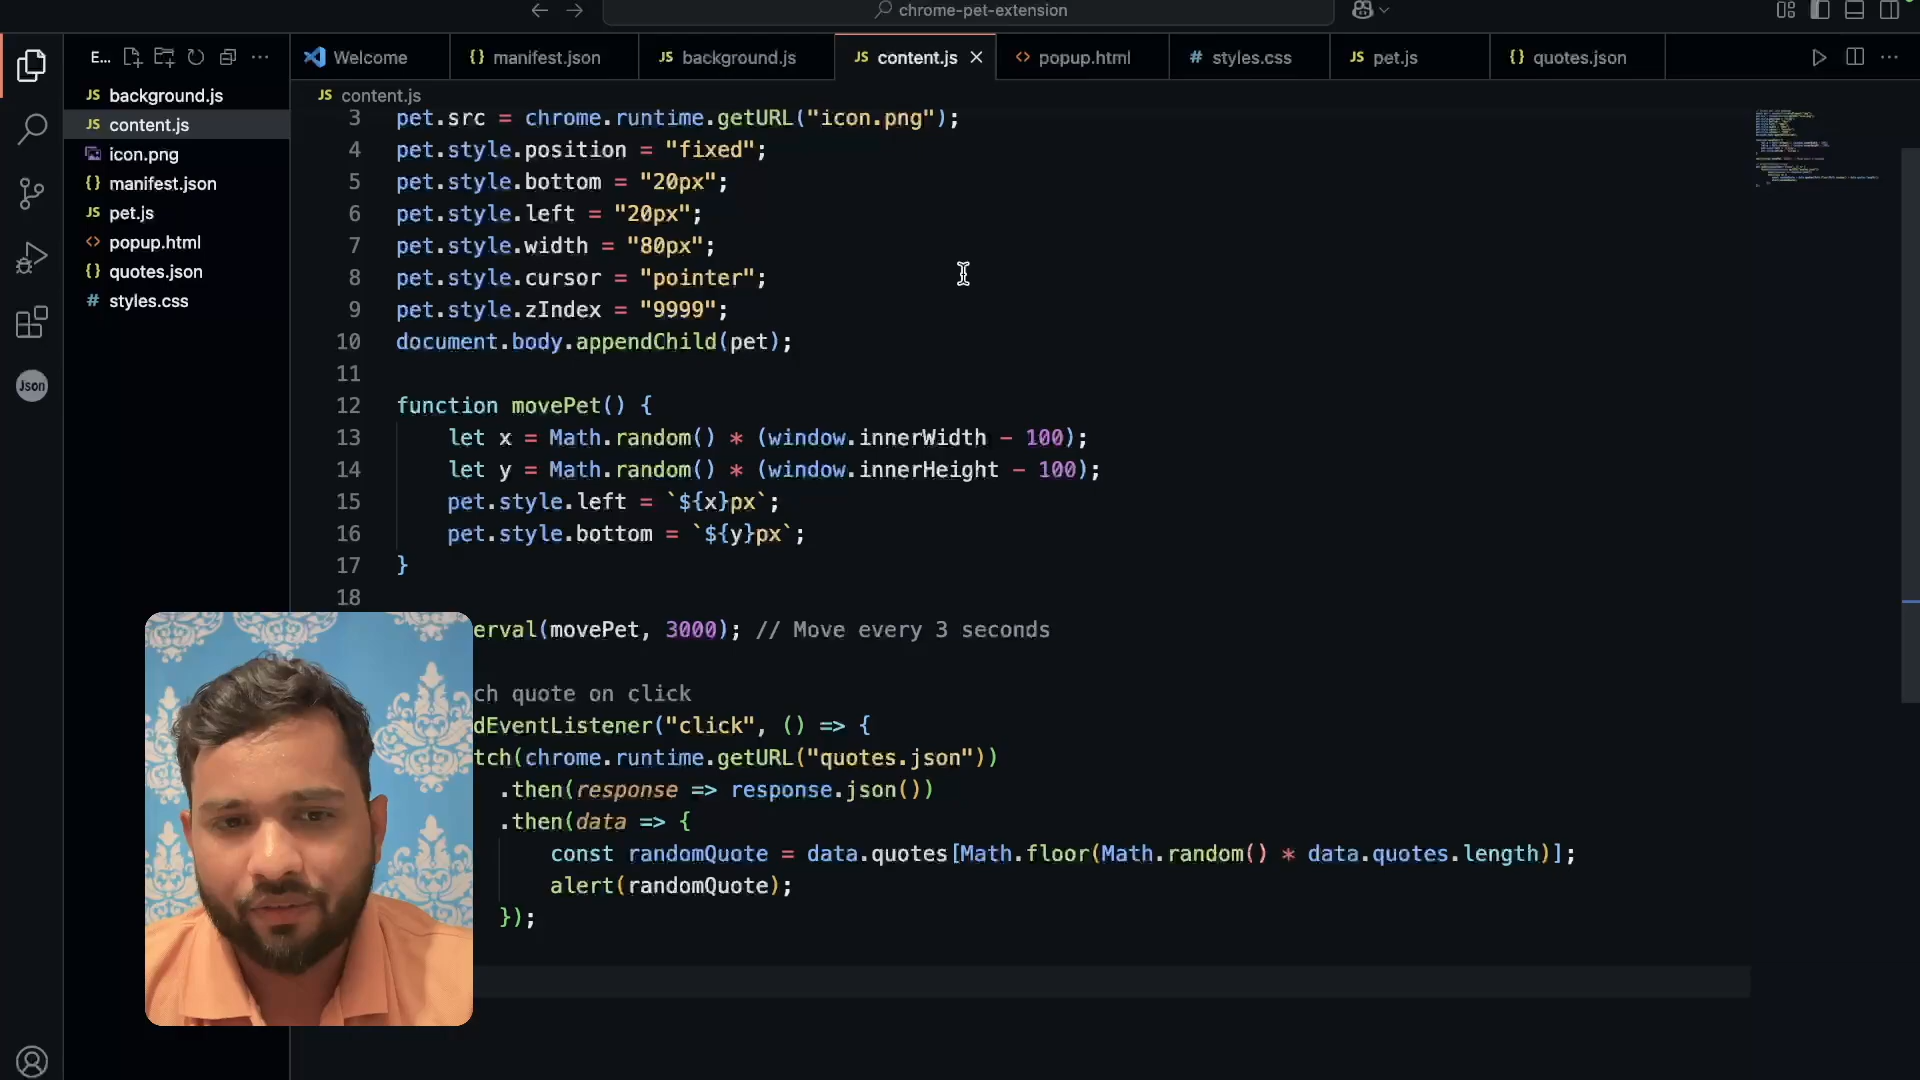 chrome-pet-extension
E...
Welcome
{} manifest.json
JS background.js
JS content.js
<> popup.html
# styles.css
JS pet.js
{} quotes.json
JS background.js
JS content.js
icon.png
{} manifest.json
JS pet.js
<> popup.html
{} quotes.json
# styles.css
Json
JS content.js
3 pet.src = chrome.runtime.getURL("icon.png");
4 pet.style.position = "fixed";
5 pet.style.bottom = "20px";
6 pet.style.left = "20px";
7 pet.style.width = "80px";
8 pet.style.cursor = "pointer";
9 pet.style.zIndex = "9999";
10 document.body.appendChild(pet);
11
12 function movePet() {
13 let x = Math.random() * (window.innerWidth - 100);
14 let y = Math.random() * (window.innerHeight - 100);
15 pet.style.left = `${x}px`;
16 pet.style.bottom = `${y}px`;
17 }
18
erval(movePet, 3000); // Move every 3 seconds
ch quote on click
dEventListener("click", () => {
tch(chrome.runtime.getURL("quotes.json"))
.then(response => response.json())
.then(data => {
const randomQuote = data.quotes[Math.floor(Math.random() * data.quotes.length)];
alert(randomQuote);
});